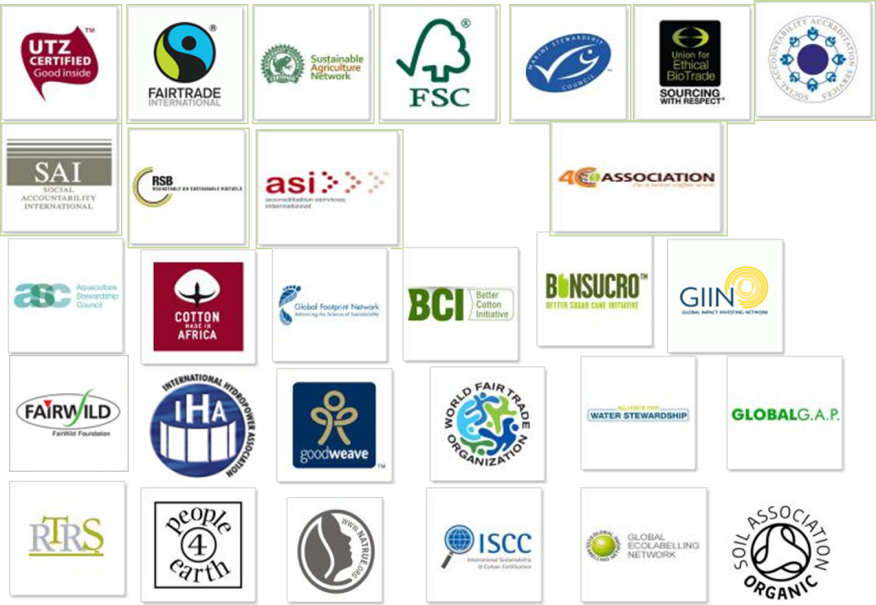 UTZ
CERTIFIED
Good inside
TM
®
FAIRTRADE
INTERNATIONAL
Sustainable
Agriculture
Network
®
FSC
MARINE STEWARDSHIP
COUNCIL
TM
Union for
Ethical
BioTrade
SOURCING
WITH RESPECT
SOCIAL ACCOUNTABILITY ACCREDITATION SERVICES
SAI
SOCIAL
ACCOUNTABILITY
INTERNATIONAL
RSB
ROUNDTABLE ON SUSTAINABLE BIOFUELS
asi
accreditation services
international
4C ASSOCIATION
for a better coffee world
asc
Aquaculture
Stewardship
Council
COTTON
MADE IN
AFRICA
Global Footprint Network
Advancing the Science of Sustainability
BCI
Better
Cotton
Initiative
BONSUCRO TM
BETTER SUGAR CANE INITIATIVE
GIIN
GLOBAL IMPACT INVESTING NETWORK
FAIRWILD
FairWild Foundation
INTERNATIONAL HYDROPOWER ASSOCIATION
IHA
goodweave
TM
WORLD FAIR TRADE
ORGANIZATION
ALLIANCE FOR
WATER STEWARDSHIP
GLOBALG.A.P.
RTRS
people
4
earth
WWW.NATRUE.ORG
ISCC
International Sustainability
& Carbon Certification
GLOBAL
ECOLABELLING
NETWORK
SOIL ASSOCIATION
ORGANIC